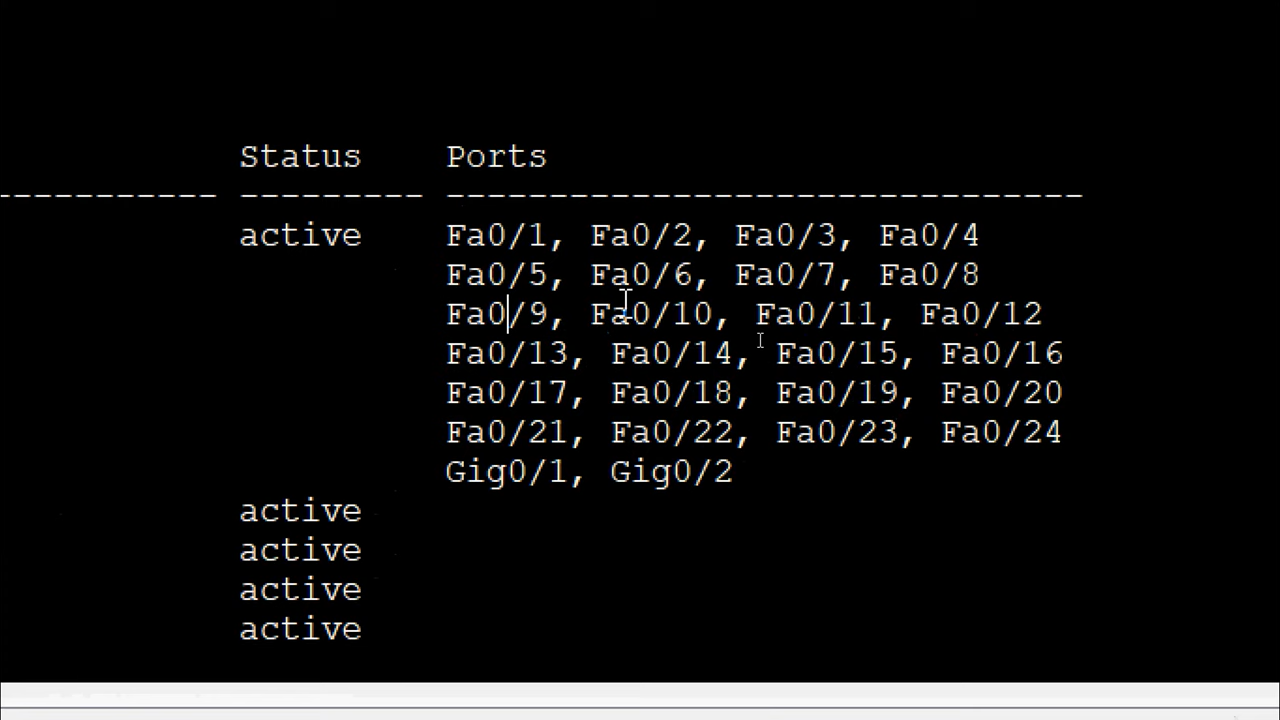 Status Ports
----------- --------- -------------------------------
active Fa0/1, Fa0/2, Fa0/3, Fa0/4
Fa0/5, Fa0/6, Fa0/7, Fa0/8
Fa0/9, Fa0/10, Fa0/11, Fa0/12
Fa0/13, Fa0/14, Fa0/15, Fa0/16
Fa0/17, Fa0/18, Fa0/19, Fa0/20
Fa0/21, Fa0/22, Fa0/23, Fa0/24
Gig0/1, Gig0/2
active
active
active
active